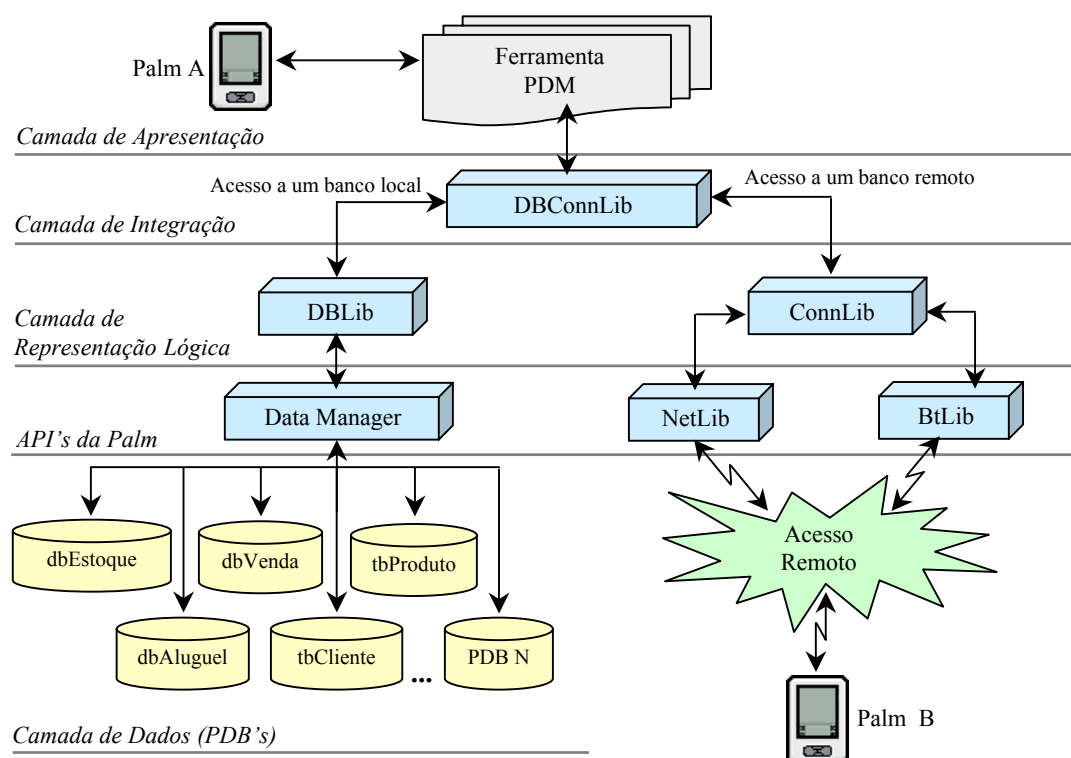 Palm A
Ferramenta
PDM
Camada de Apresentação
Acesso a um banco local
Acesso a um banco remoto
DBConnLib
Camada de Integração
DBLib
ConnLib
Camada de
Representação Lógica
Data Manager
NetLib
BtLib
API’s da Palm
dbEstoque
dbVenda
tbProduto
Acesso
Remoto
dbAluguel
tbCliente
...
PDB N
Palm B
Camada de Dados (PDB’s)